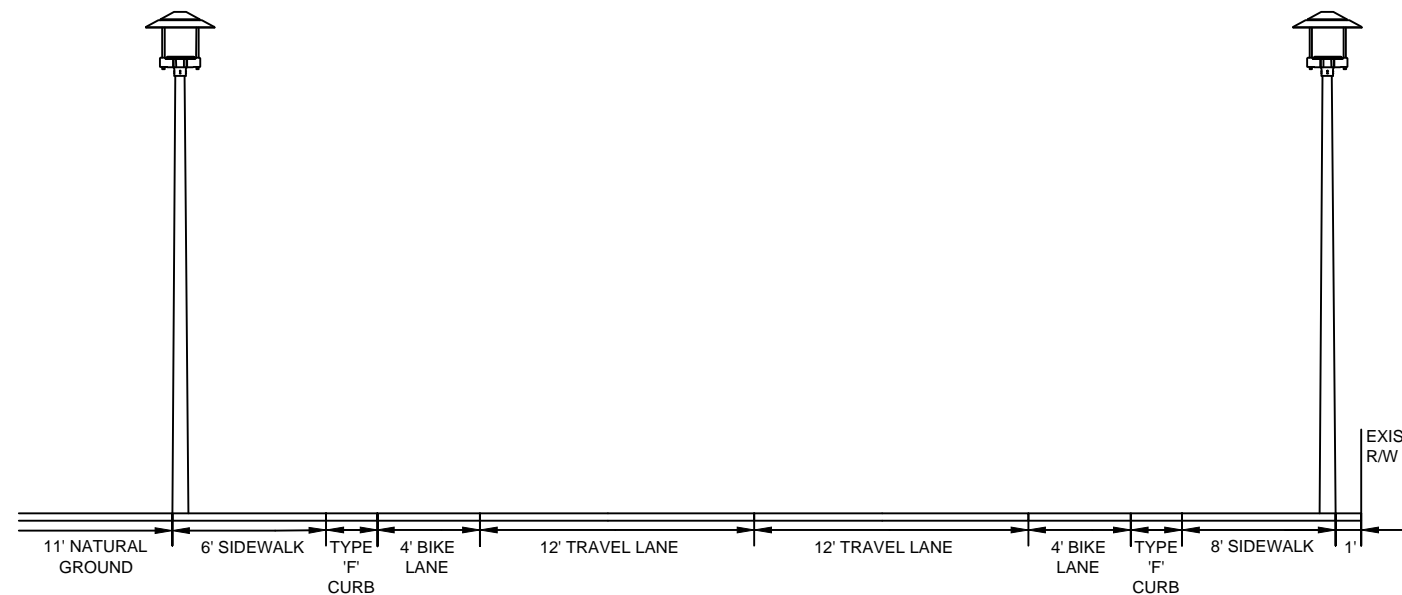 EXIS
R/W
11' NATURAL
GROUND
6' SIDEWALK
TYPE
'F'
CURB
4' BIKE
LANE
12' TRAVEL LANE
12' TRAVEL LANE
4' BIKE
LANE
TYPE
'F'
CURB
8' SIDEWALK
1'